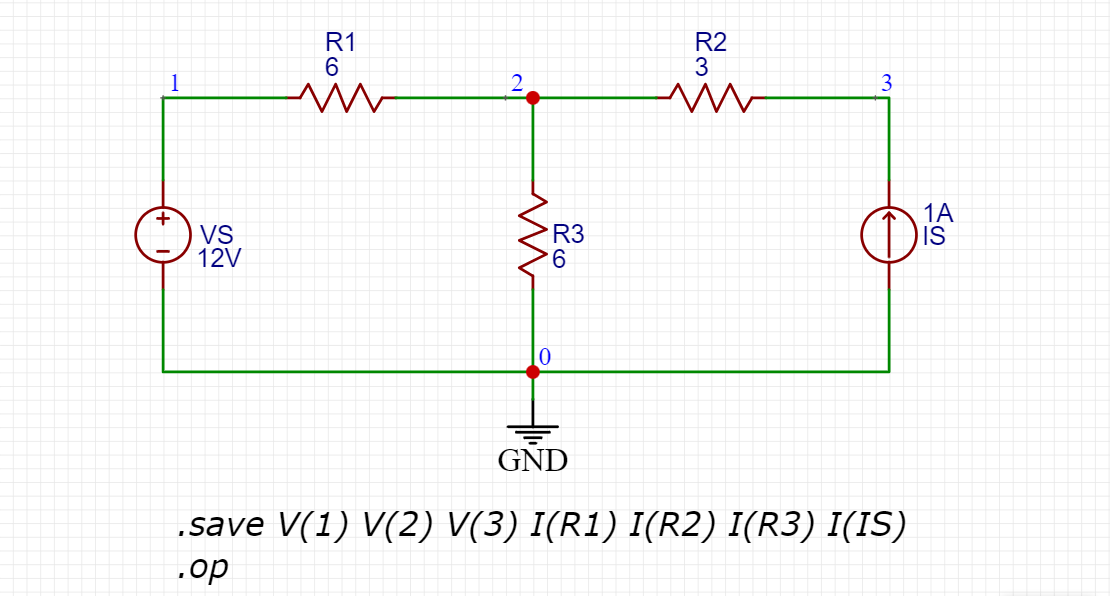 R1
6
R2
3
1
2
3
+
−
VS
12V
R3
6
1A
IS
0
GND
.save V(1) V(2) V(3) I(R1) I(R2) I(R3) I(IS)
.op